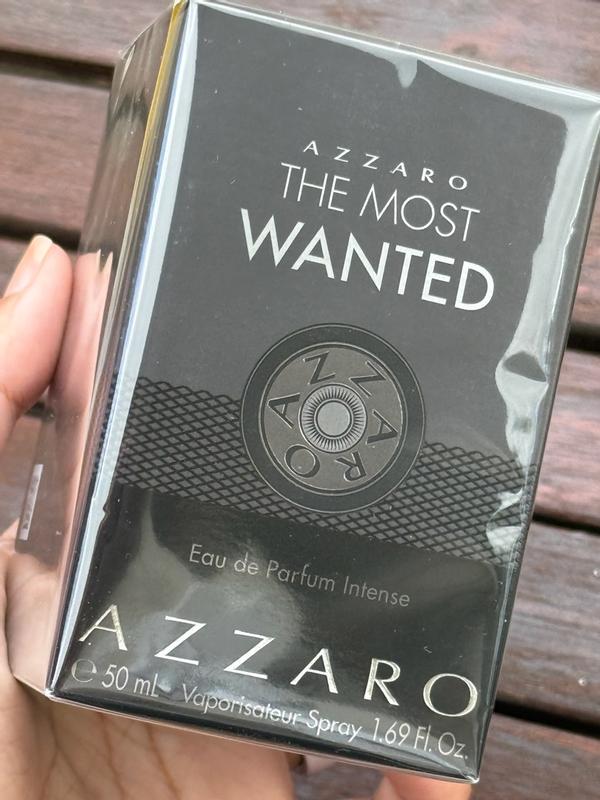 AZZARO
THE MOST
WANTED
AZZARO
Eau de Parfum Intense
AZZARO
℮ 50 mL Vaporisateur Spray 1.69 Fl. Oz.